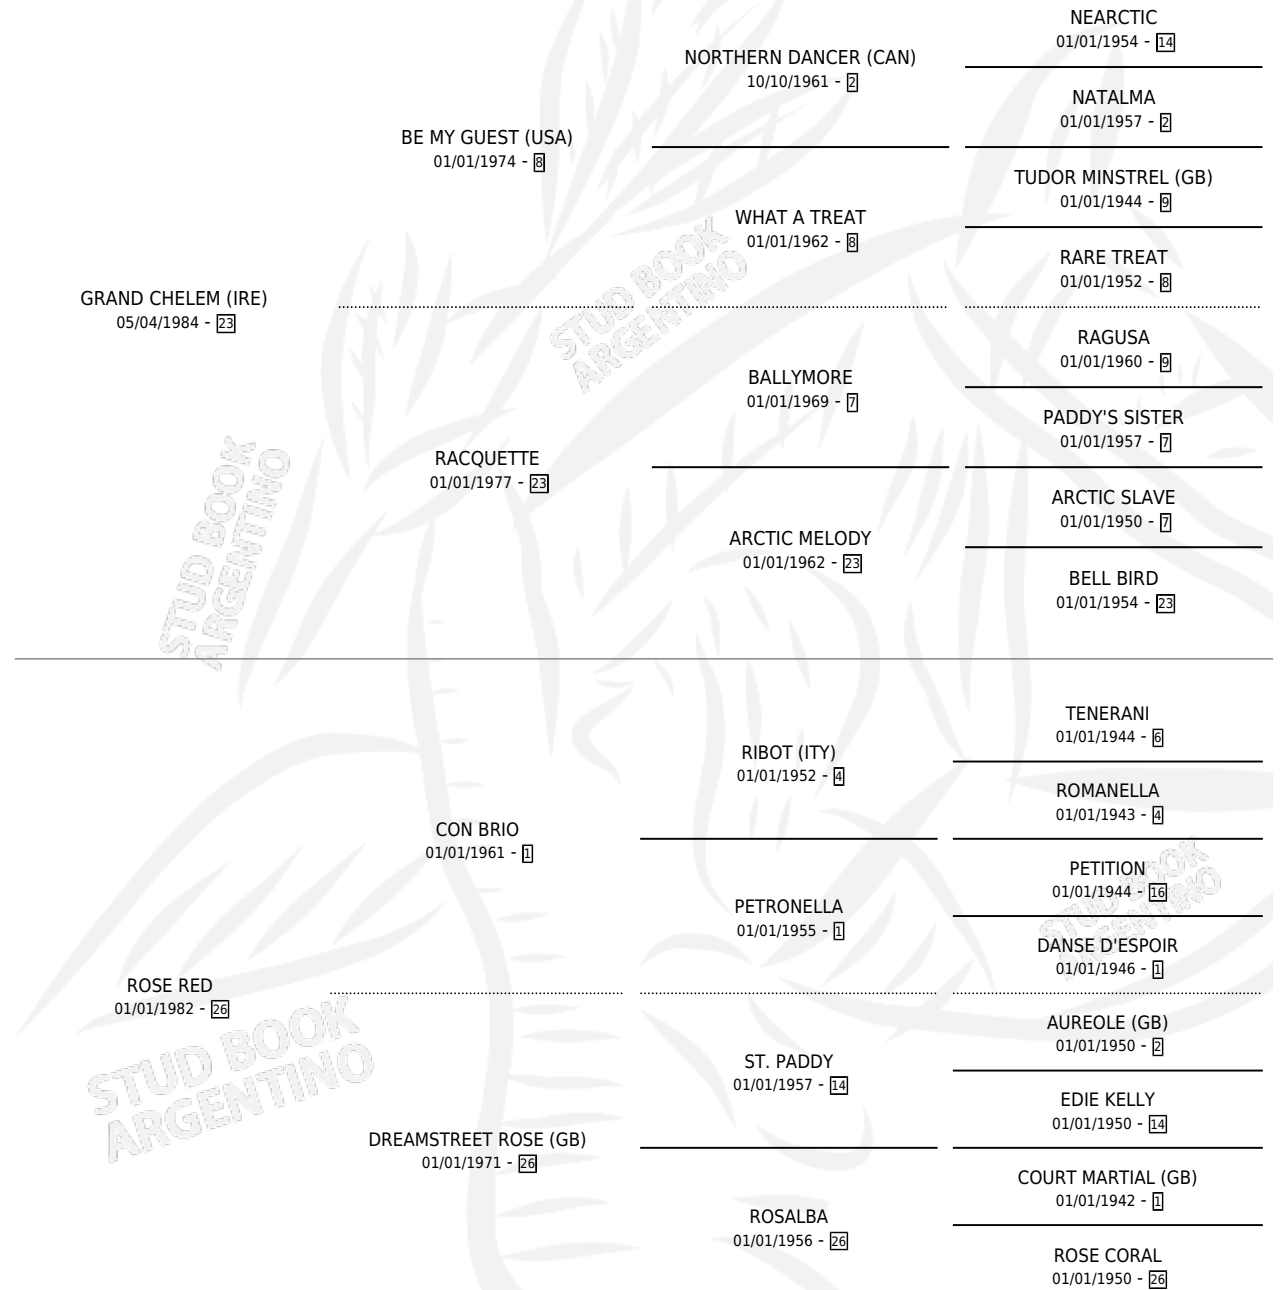 NEARCTIC
01/01/1954 - 14
NORTHERN DANCER (CAN)
10/10/1961 - 2
NATALMA
01/01/1957 - 2
BE MY GUEST (USA)
01/01/1974 - 8
TUDOR MINSTREL (GB)
01/01/1944 - 9
WHAT A TREAT
01/01/1962 - 8
RARE TREAT
01/01/1952 - 8
GRAND CHELEM (IRE)
05/04/1984 - 23
STUD BOOK
ARGENTINO
RAGUSA
01/01/1960 - 9
BALLYMORE
01/01/1969 - 7
PADDY'S SISTER
01/01/1957 - 7
RACQUETTE
01/01/1977 - 23
ARCTIC SLAVE
01/01/1950 - 7
ARCTIC MELODY
01/01/1962 - 23
BELL BIRD
01/01/1954 - 23
STUD BOOK
ARGENTINO
TENERANI
01/01/1944 - 6
RIBOT (ITY)
01/01/1952 - 4
ROMANELLA
01/01/1943 - 4
CON BRIO
01/01/1961 - 1
PETITION
01/01/1944 - 16
PETRONELLA
01/01/1955 - 1
STUD BOOK
ARGENTINO
DANSE D'ESPOIR
01/01/1946 - 1
ROSE RED
01/01/1982 - 26
AUREOLE (GB)
01/01/1950 - 2
ST. PADDY
01/01/1957 - 14
EDIE KELLY
01/01/1950 - 14
STUD BOOK
ARGENTINO
DREAMSTREET ROSE (GB)
01/01/1971 - 26
COURT MARTIAL (GB)
01/01/1942 - 1
ROSALBA
01/01/1956 - 26
ROSE CORAL
01/01/1950 - 26